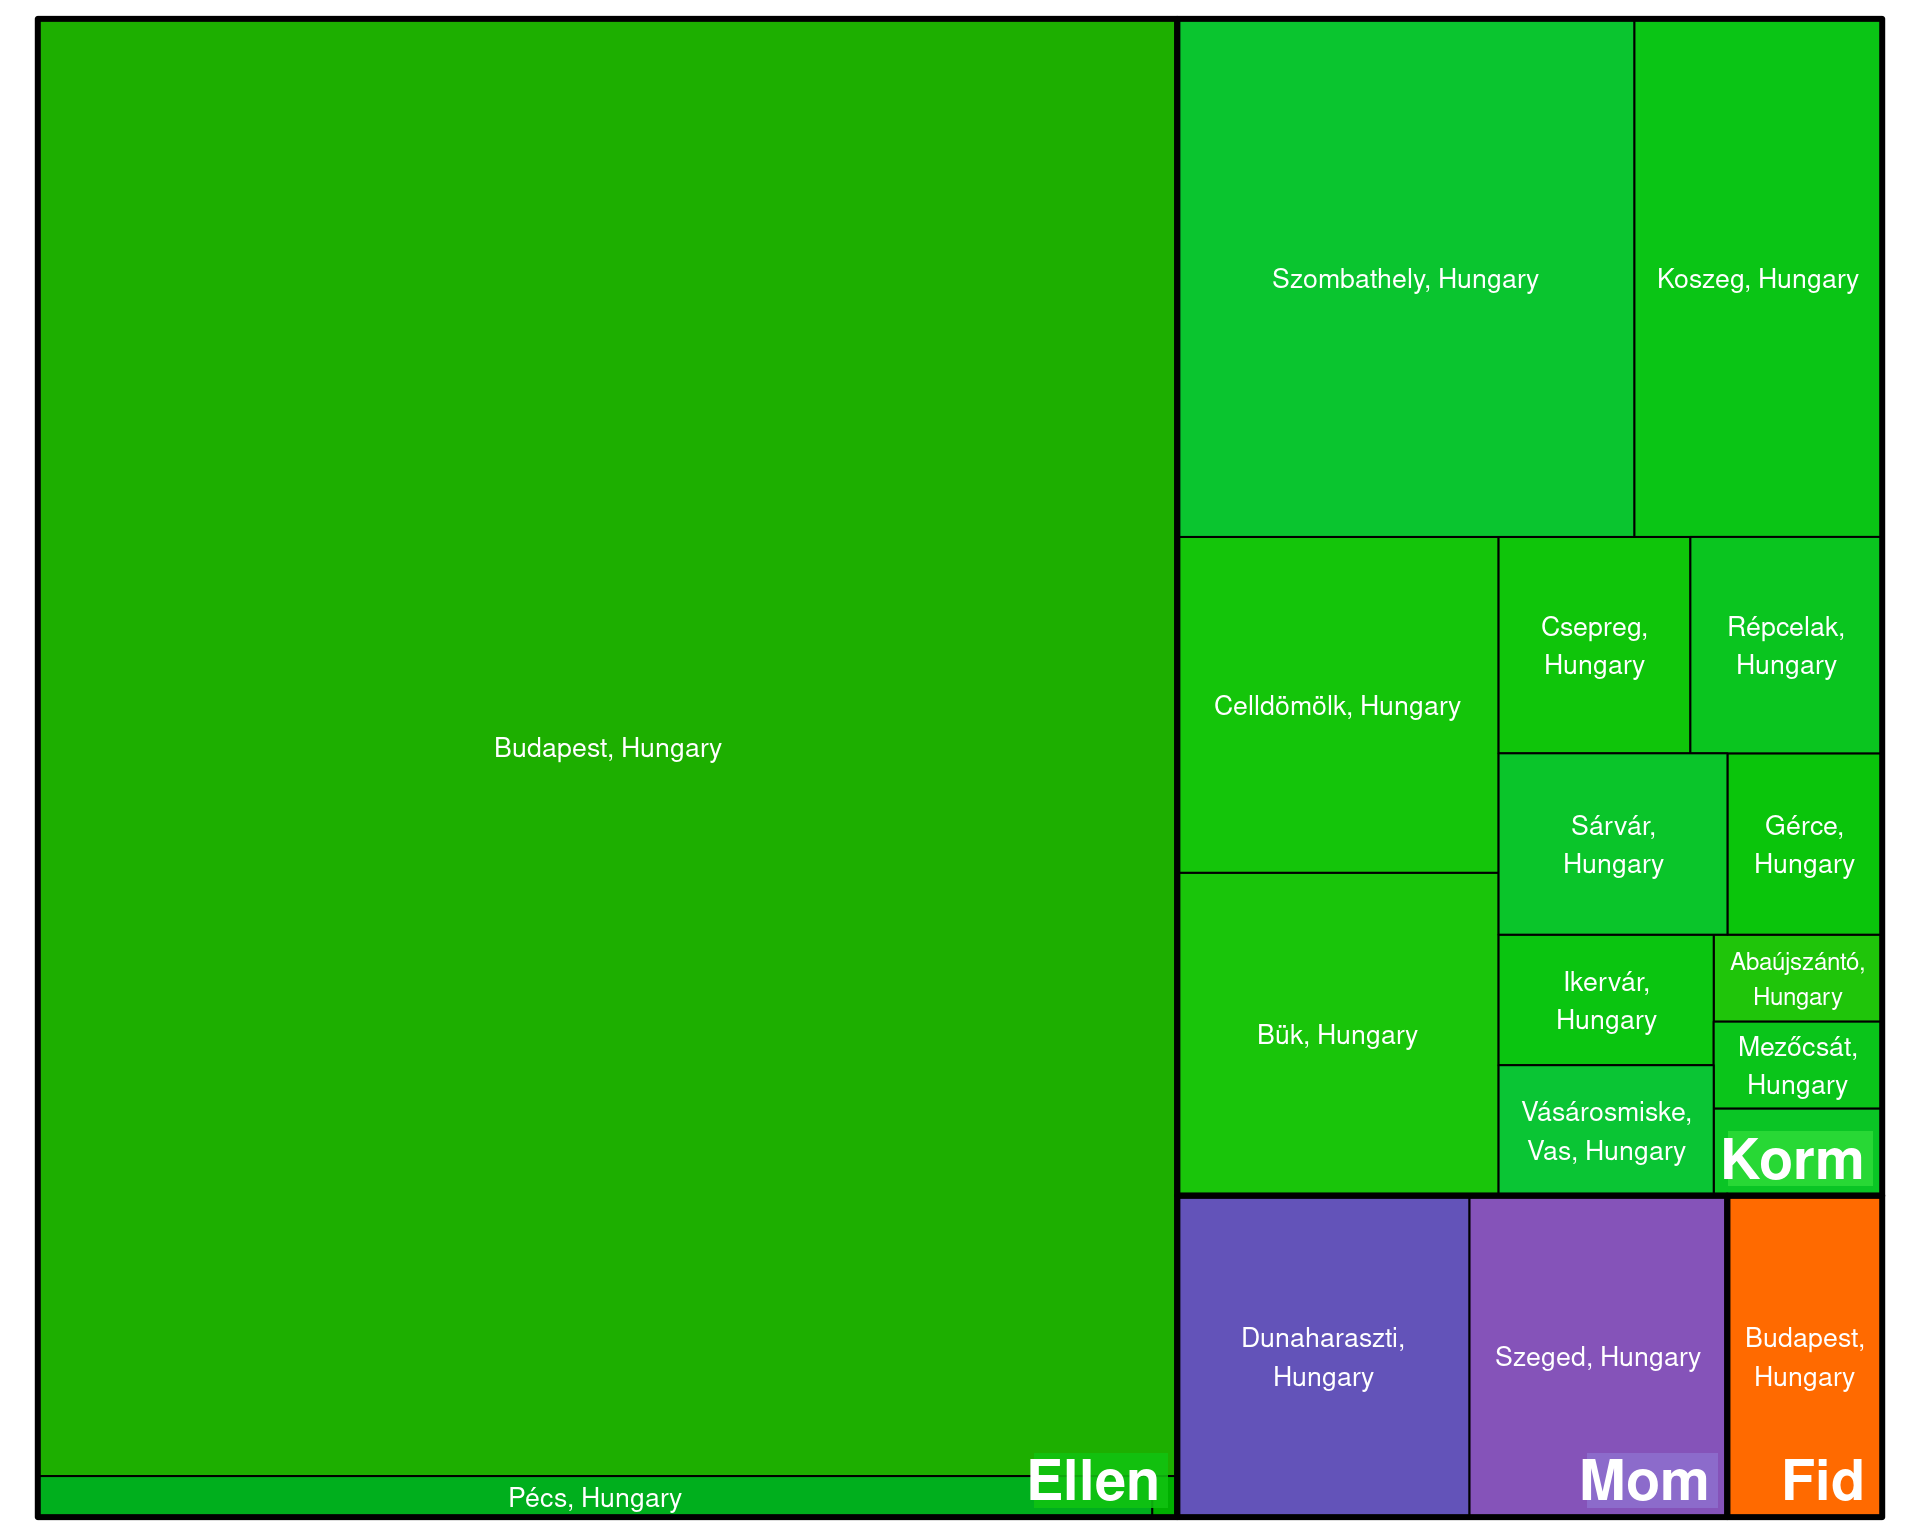 Budapest, Hungary
Pécs, Hungary
Ellen
Szombathely, Hungary
Koszeg, Hungary
Celldömölk, Hungary
Csepreg,
Hungary
Répcelak,
Hungary
Sárvár,
Hungary
Gérce,
Hungary
Bük, Hungary
Ikervár,
Hungary
Abaújszántó,
Hungary
Mezőcsát,
Hungary
Vásárosmiske,
Vas, Hungary
Korm
Dunaharaszti,
Hungary
Szeged, Hungary
Mom
Budapest,
Hungary
Fid